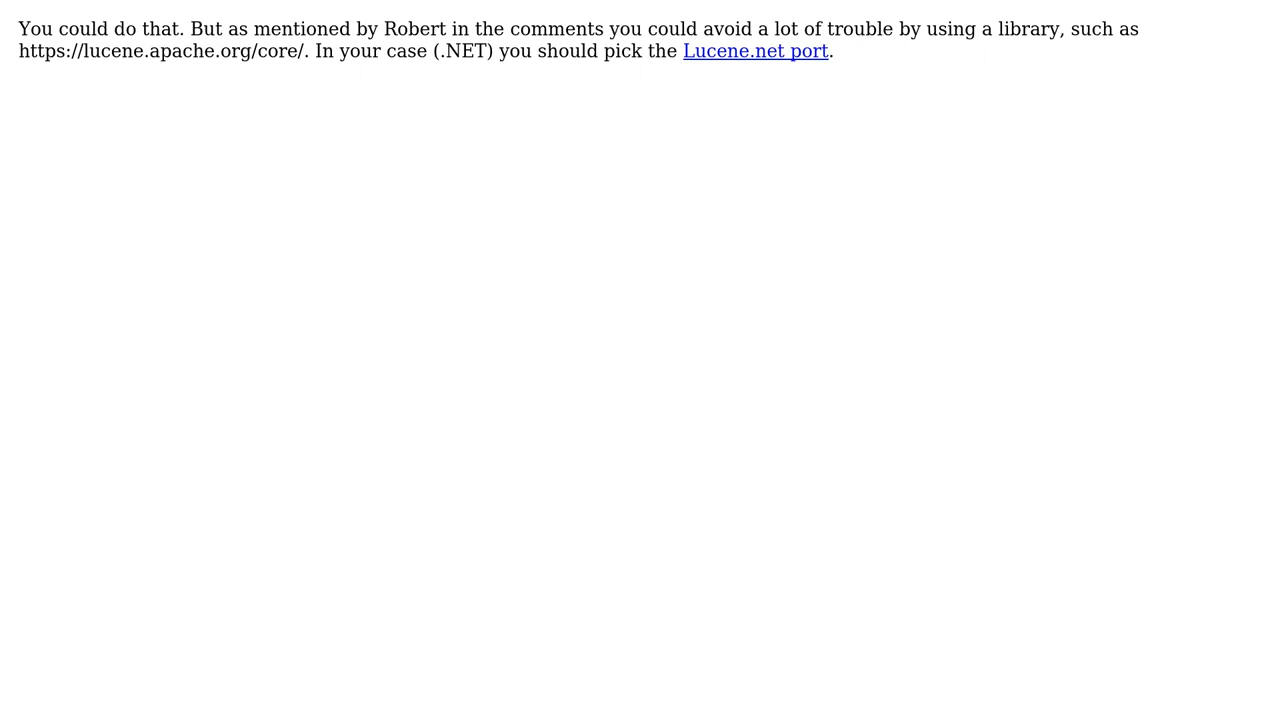 You could do that. But as mentioned by Robert in the comments you could avoid a lot of trouble by using a library, such as
https://lucene.apache.org/core/. In your case (.NET) you should pick the Lucene.net port.